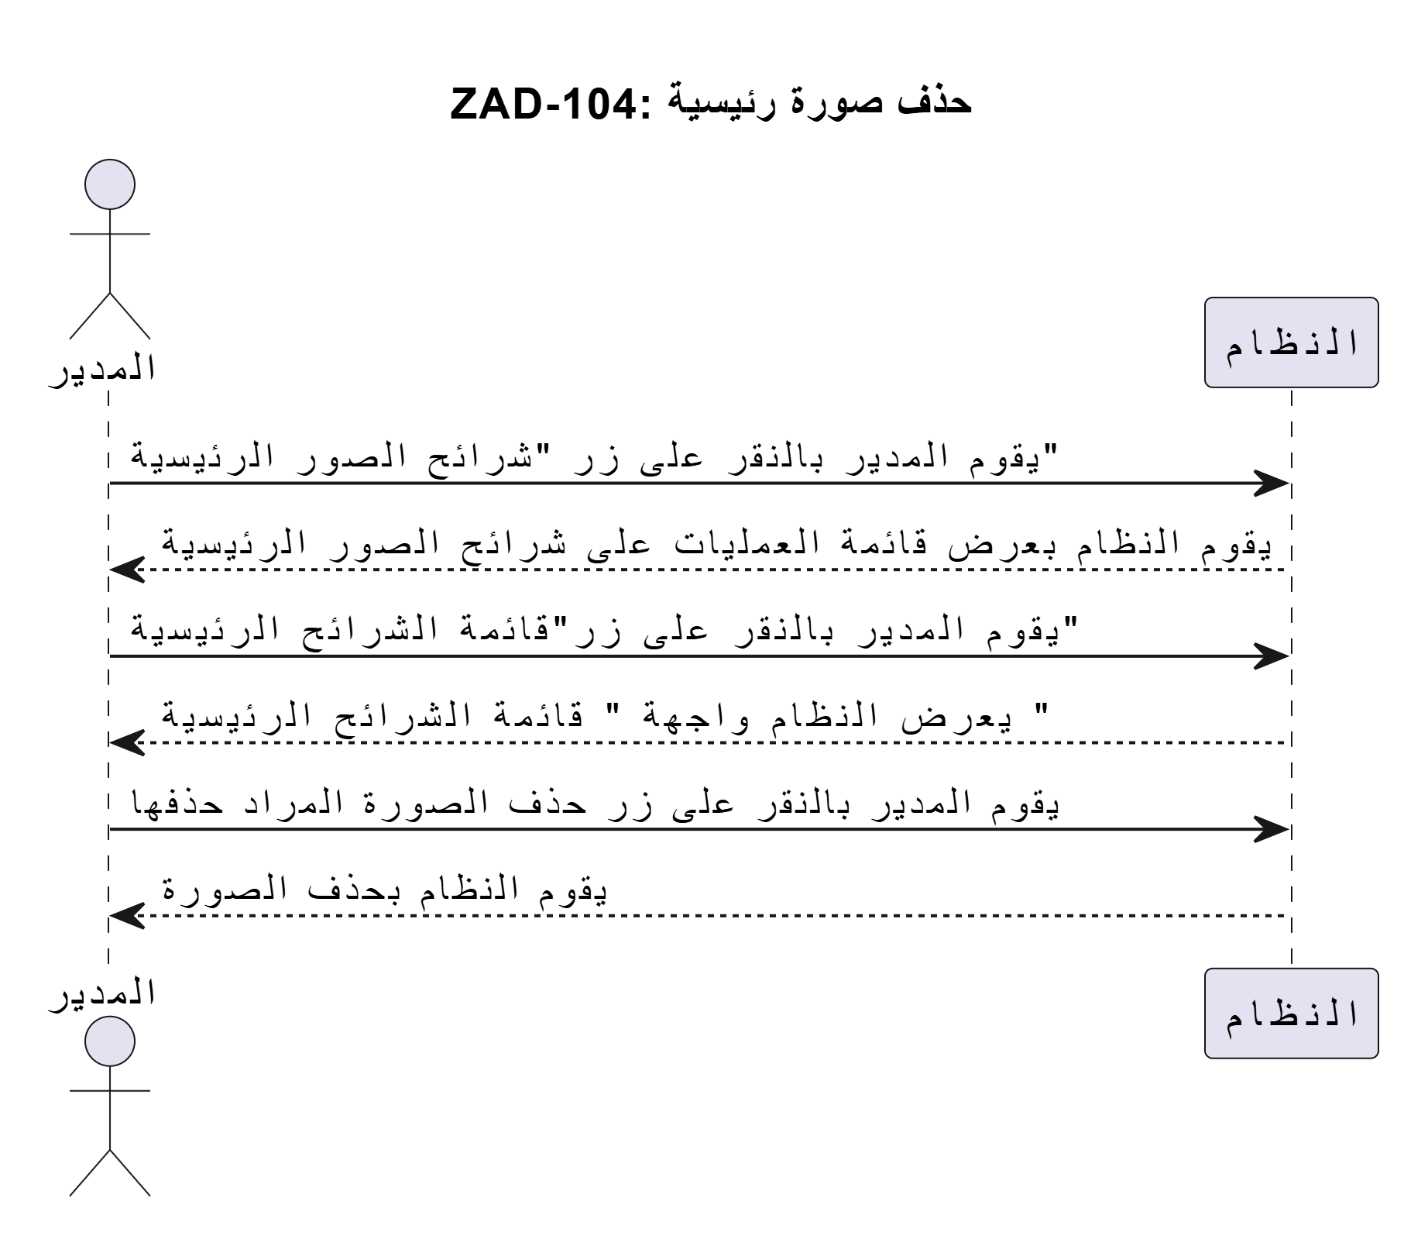 ZAD-104: حذف صورة رئيسية
المدير
النظام
يقوم المدير بالنقر على زر "شرائح الصور الرئيسية"
يقوم النظام بعرض قائمة العمليات على شرائح الصور الرئيسية
يقوم المدير بالنقر على زر"قائمة الشرائح الرئيسية"
يعرض النظام واجهة " قائمة الشرائح الرئيسية "
يقوم المدير بالنقر على زر حذف الصورة المراد حذفها
يقوم النظام بحذف الصورة
المدير
النظام